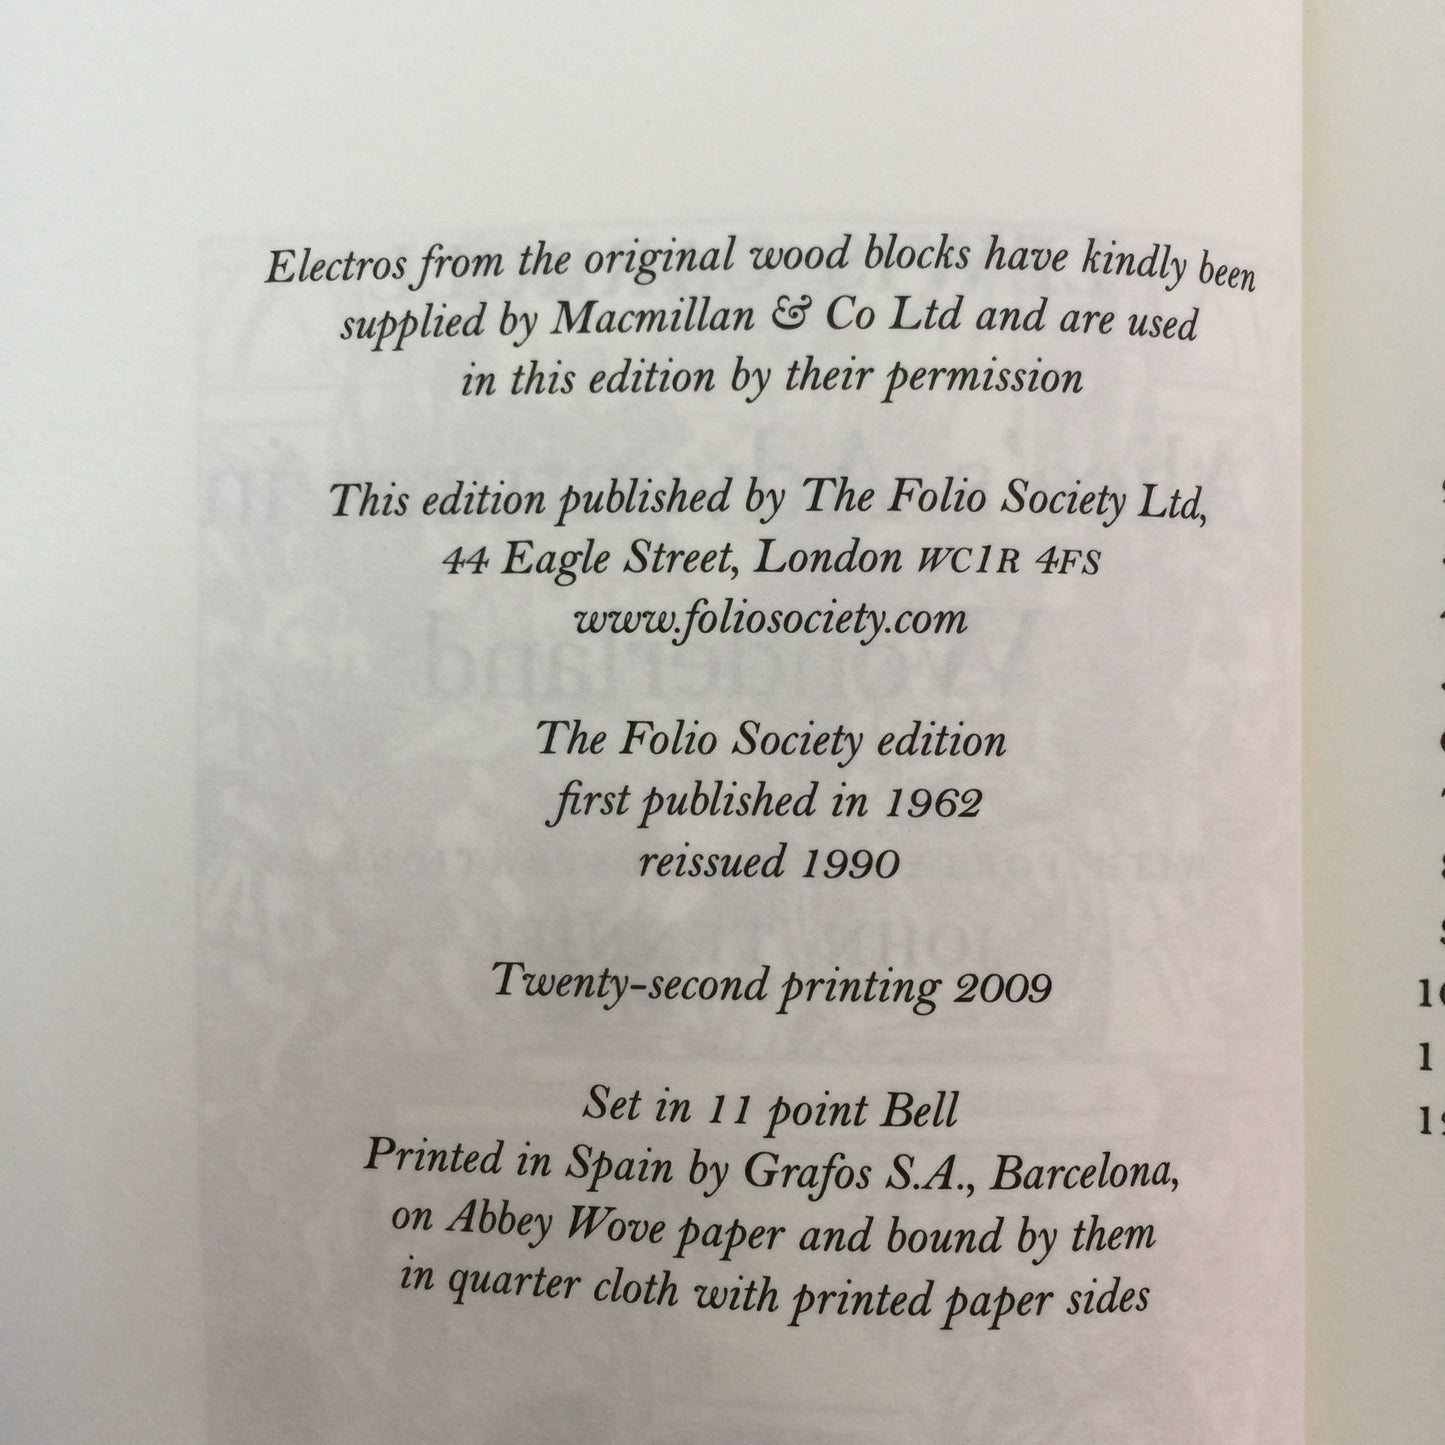 Electros from the original wood blocks have kindly been
supplied by Macmillan & Co Ltd and are used
in this edition by their permission
This edition published by The Folio Society Ltd,
44 Eagle Street, London WC1R 4FS
www.foliosociety.com
The Folio Society edition
first published in 1962
reissued 1990
Twenty-second printing 2009
Set in 11 point Bell
Printed in Spain by Grafos S.A., Barcelona,
on Abbey Wove paper and bound by them
in quarter cloth with printed paper sides